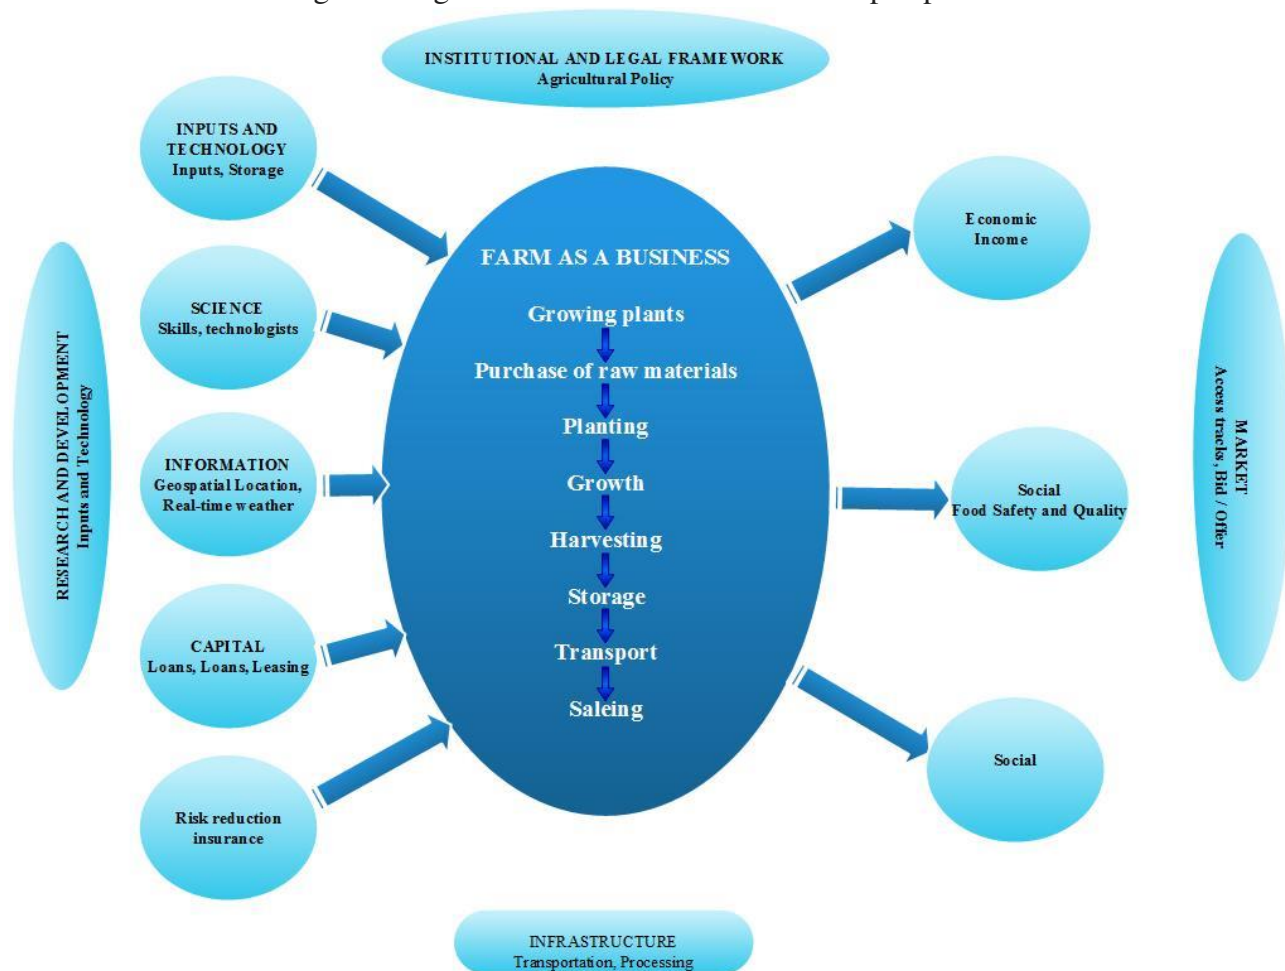 INSTITUTIONAL AND LEGAL FRAMEWORK
Agricultural Policy
INPUTS AND
TECHNOLOGY
Inputs, Storage
SCIENCE
Skills, technologists
INFORMATION
Geospatial Location,
Real-time weather
CAPITAL
Loans, Loans, Leasing
Risk reduction
insurance
RESEARCH AND DEVELOPMENT
Inputs and Technology
FARM AS A BUSINESS
Growing plants
Purchase of raw materials
Planting
Growth
Harvesting
Storage
Transport
Saleing
Economic
Income
Social
Food Safety and Quality
Social
MARKET
Access tracks, Bid / Offer
INFRASTRUCTURE
Transportation, Processing